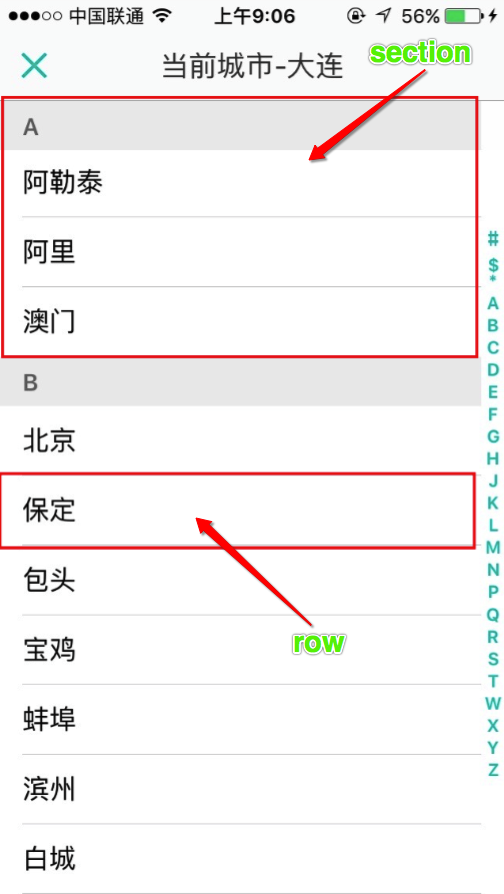 中国联通 上午9:06 56%
当前城市-大连
section
A
阿勒泰
阿里
澳门
B
北京
保定
row
包头
宝鸡
蚌埠
滨州
白城
#
$
*
A
B
C
D
E
F
G
H
J
K
L
M
N
P
Q
R
S
T
W
X
Y
Z